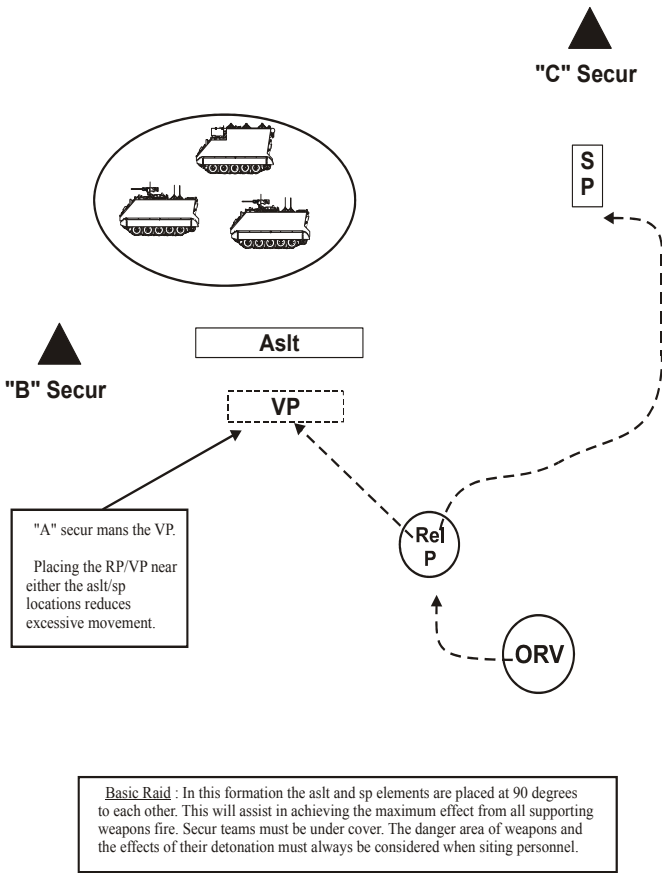 "C" Secur
S
P
Aslt
"B" Secur
VP
"A" secur mans the VP.
Placing the RP/VP near
either the aslt/sp
locations reduces
excessive movement.
Rel
P
ORV
Basic Raid : In this formation the aslt and sp elements are placed at 90 degrees
to each other. This will assist in achieving the maximum effect from all supporting
weapons fire. Secur teams must be under cover. The danger area of weapons and
the effects of their detonation must always be considered when siting personnel.